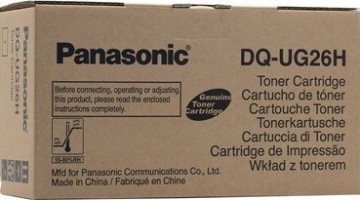 Panasonic
DQ-UG26H
Before connecting, operating or adjusting
this product, please read the enclosed
instructions completely.
Genuine
Toner
Cartridge
Toner Cartridge
Cartucho de tóner
Cartouche Toner
Tonerkartusche
Cartuccia di Toner
Cartridge de Impressão
Wkład z tonerem
Mfd for Panasonic Communications Co., Ltd.
Made in China / Fabriqué en Chine
Panasonic
DQ-UG26H